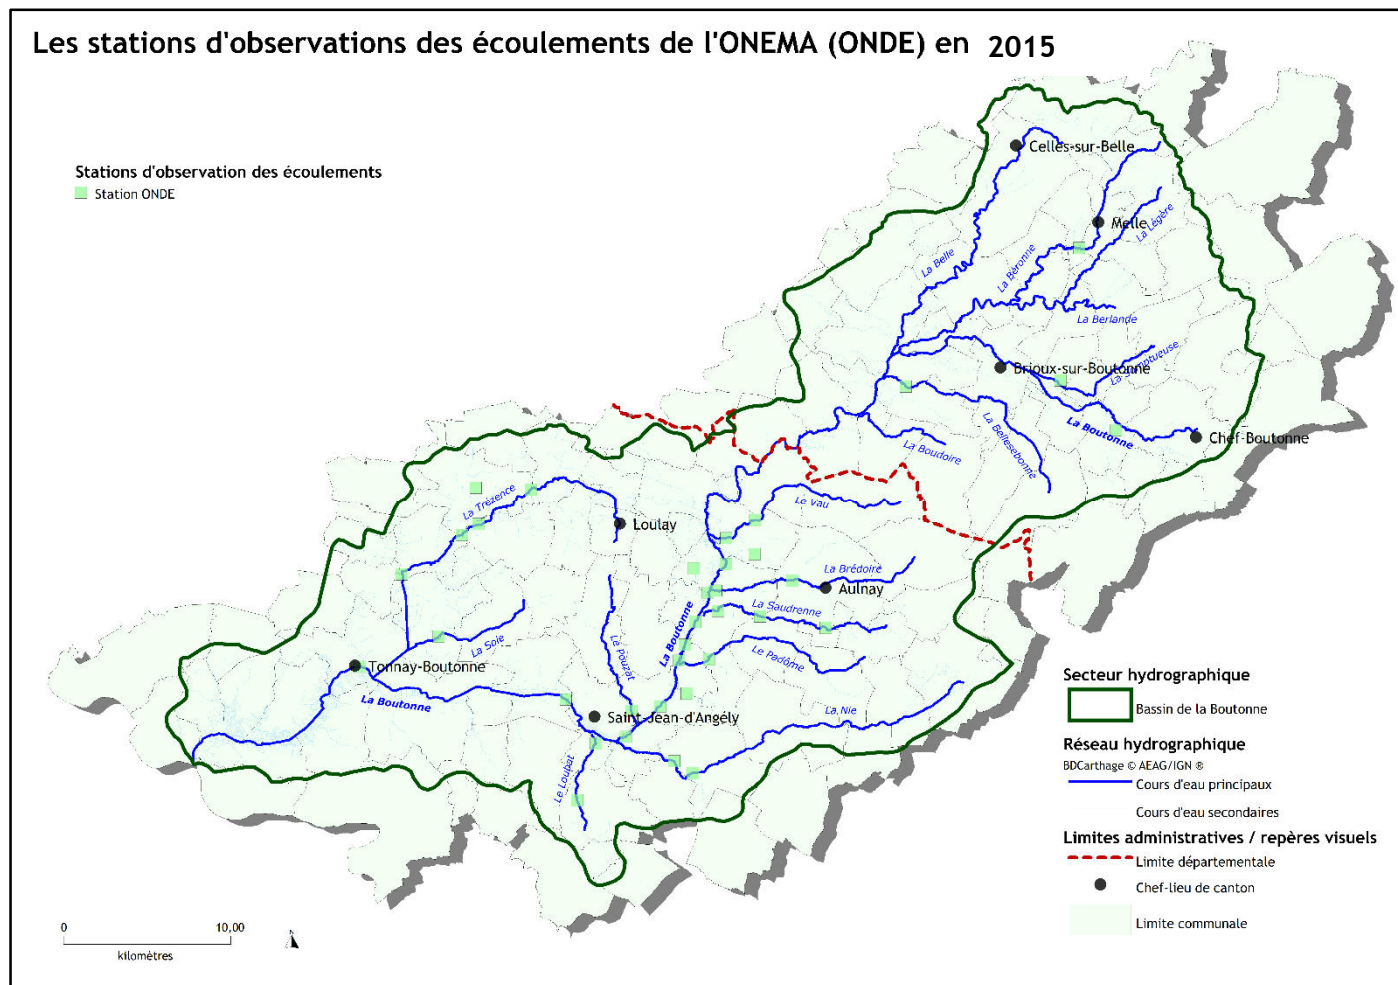 Les stations d'observations des écoulements de l'ONEMA (ONDE) en 2015
Stations d'observation des écoulements
Station ONDE
Celles-sur-Belle
Melle
La Légère
La Belle
La Béronne
La Berlande
La Somptueuse
Brioux-sur-Boutonne
La Boutonne
Chef-Boutonne
La Bellesebonne
La Boudoire
Le Vau
La Trézence
Loulay
La Brédoire
Aulnay
La Saudrenne
La Boutonne
Le Padôme
Le Pouzat
La Soie
Tonnay-Boutonne
La Boutonne
Saint-Jean-d'Angély
La Nie
Le Loupat
Secteur hydrographique
Bassin de la Boutonne
Réseau hydrographique
BDCarthage © AEAG/IGN ®
Cours d'eau principaux
Cours d'eau secondaires
Limites administratives / repères visuels
Limite départementale
Chef-lieu de canton
Limite communale
0 10,00
kilomètres
N